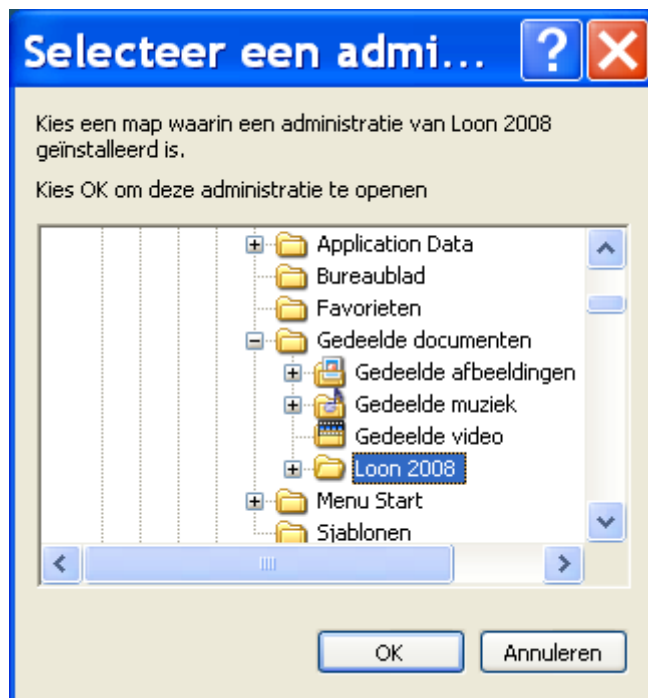 Selecteer een admi...
Kies een map waarin een administratie van Loon 2008
geïnstalleerd is.
Kies OK om deze administratie te openen
Application Data
Bureaublad
Favorieten
Gedeelde documenten
Gedeelde afbeeldingen
Gedeelde muziek
Gedeelde video
Loon 2008
Menu Start
Sjablonen
OK Annuleren